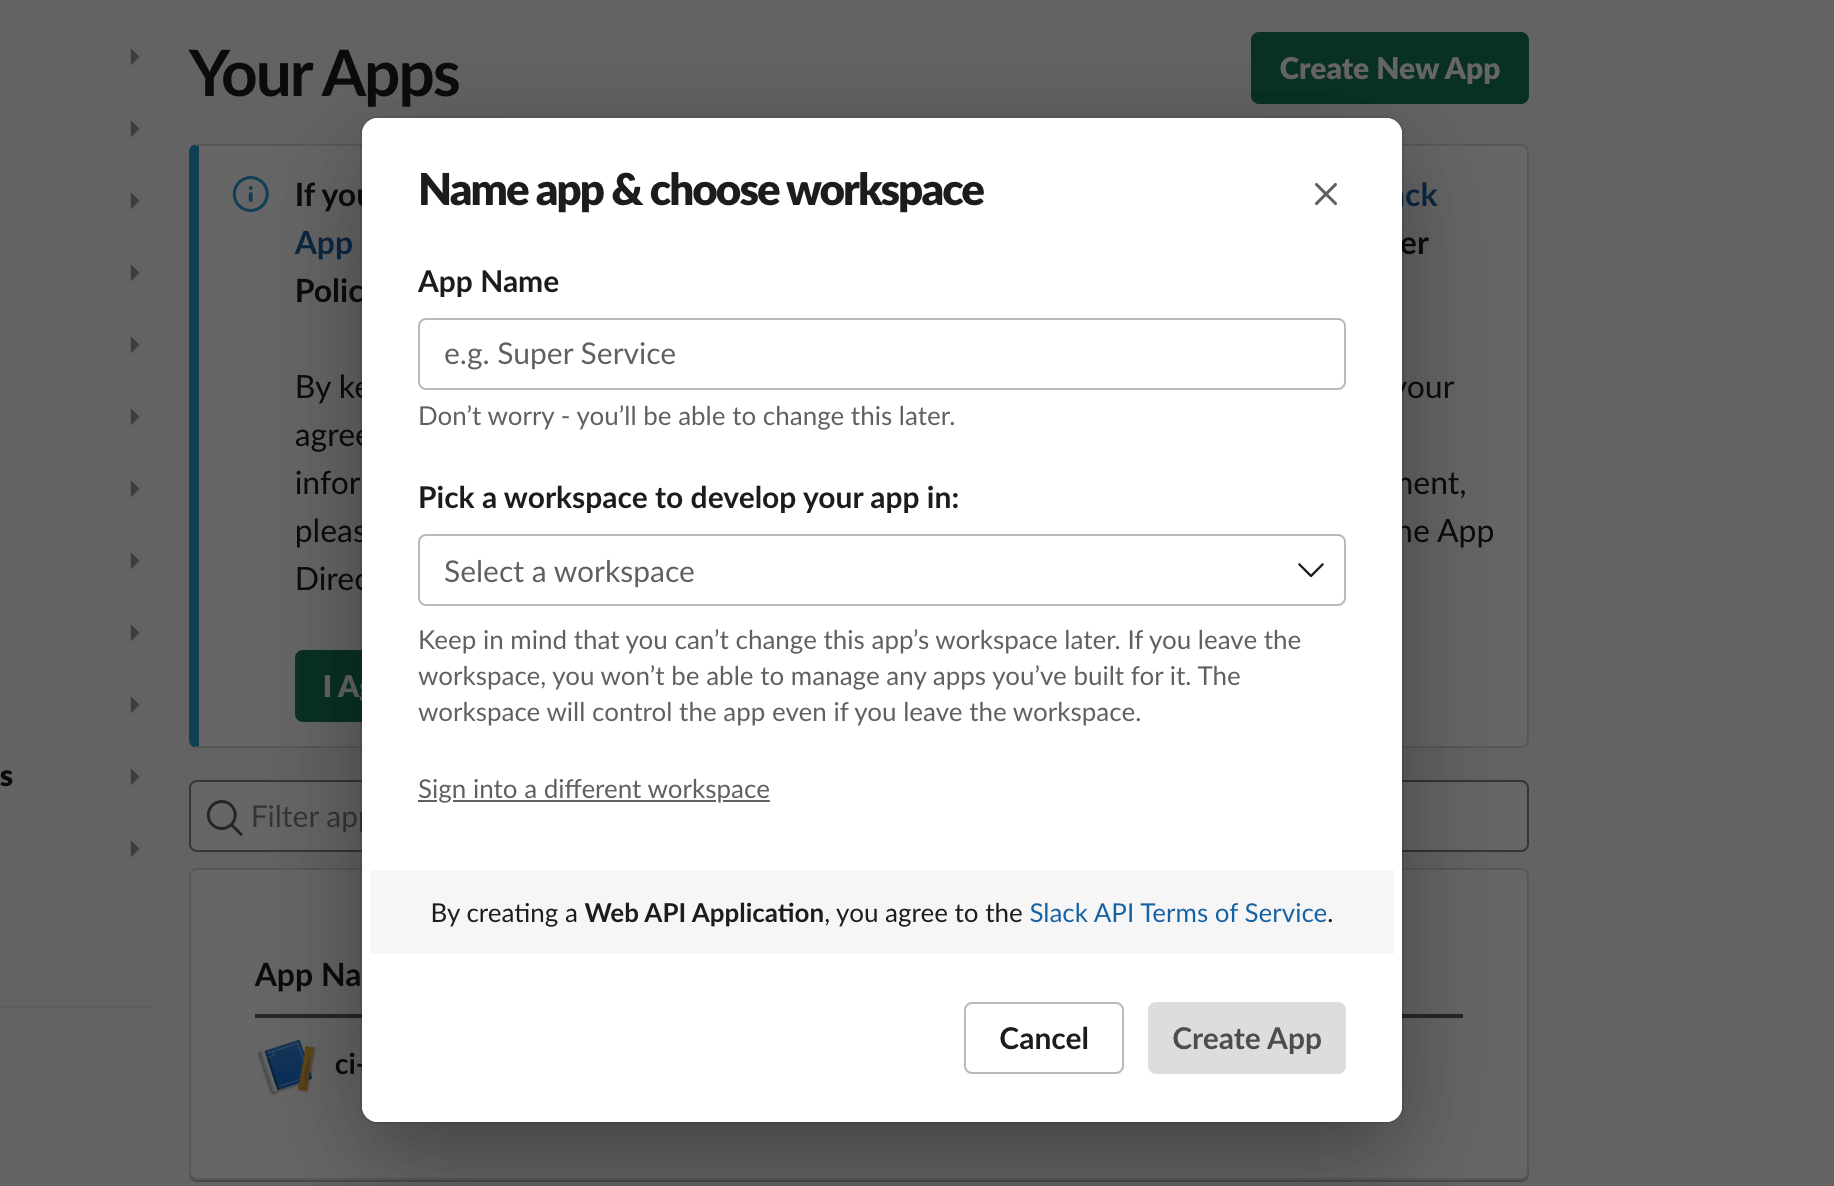 Your Apps
Create New App
Name app & choose workspace
If you
ck
App
er
Polic
App Name
e.g. Super Service
Don’t worry - you’ll be able to change this later.
By ke
your
agree
infor
ment,
pleas
he App
Direc
Pick a workspace to develop your app in:
Select a workspace
Keep in mind that you can’t change this app’s workspace later. If you leave the
workspace, you won’t be able to manage any apps you’ve built for it. The
workspace will control the app even if you leave the workspace.
I Ag
Sign into a different workspace
s
Filter app
By creating a Web API Application, you agree to the Slack API Terms of Service.
App Na
ci-
Cancel
Create App